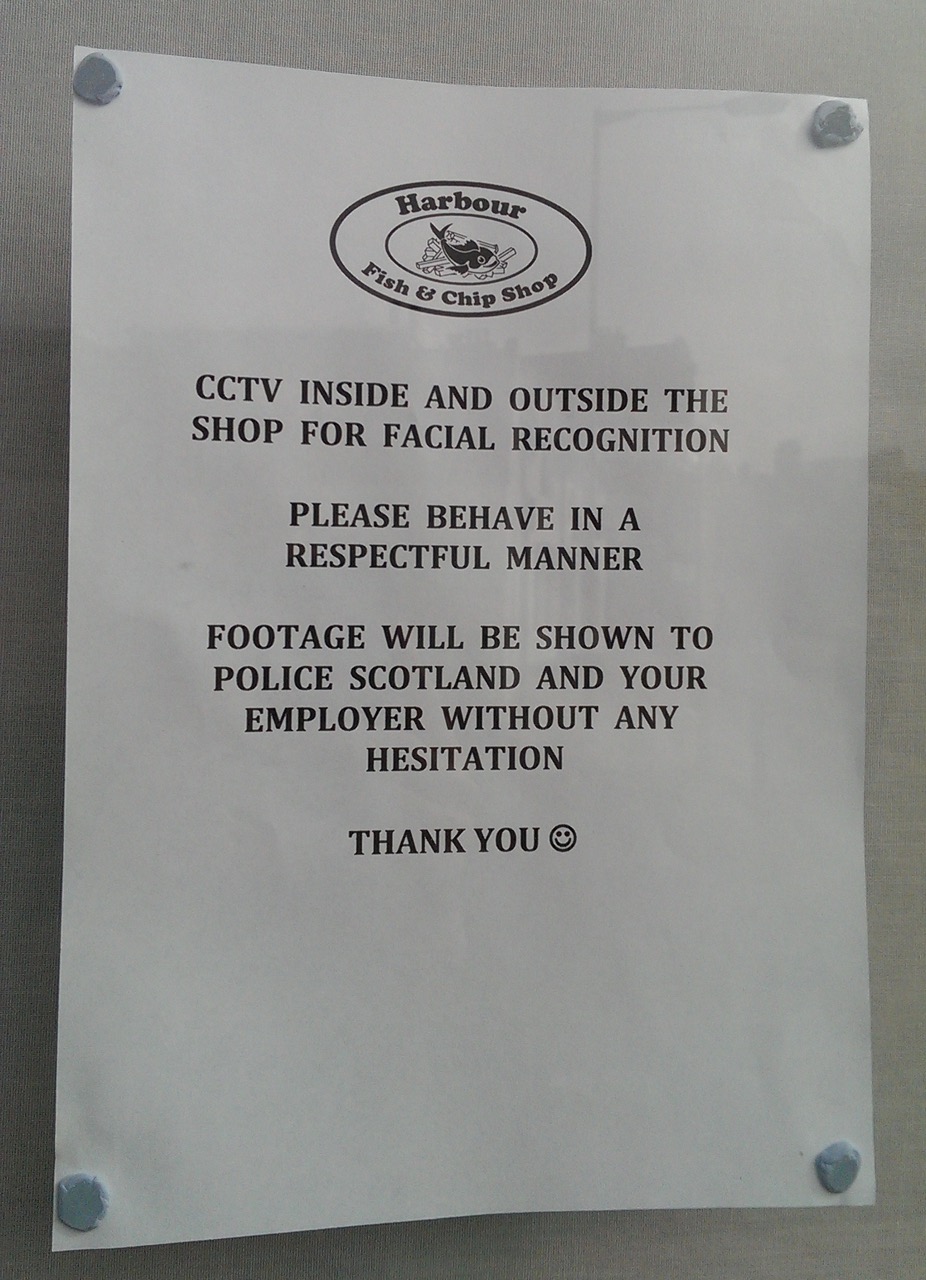 Harbour
Fish & Chip Shop
CCTV INSIDE AND OUTSIDE THE
SHOP FOR FACIAL RECOGNITION
PLEASE BEHAVE IN A
RESPECTFUL MANNER
FOOTAGE WILL BE SHOWN TO
POLICE SCOTLAND AND YOUR
EMPLOYER WITHOUT ANY
HESITATION
THANK YOU ☺